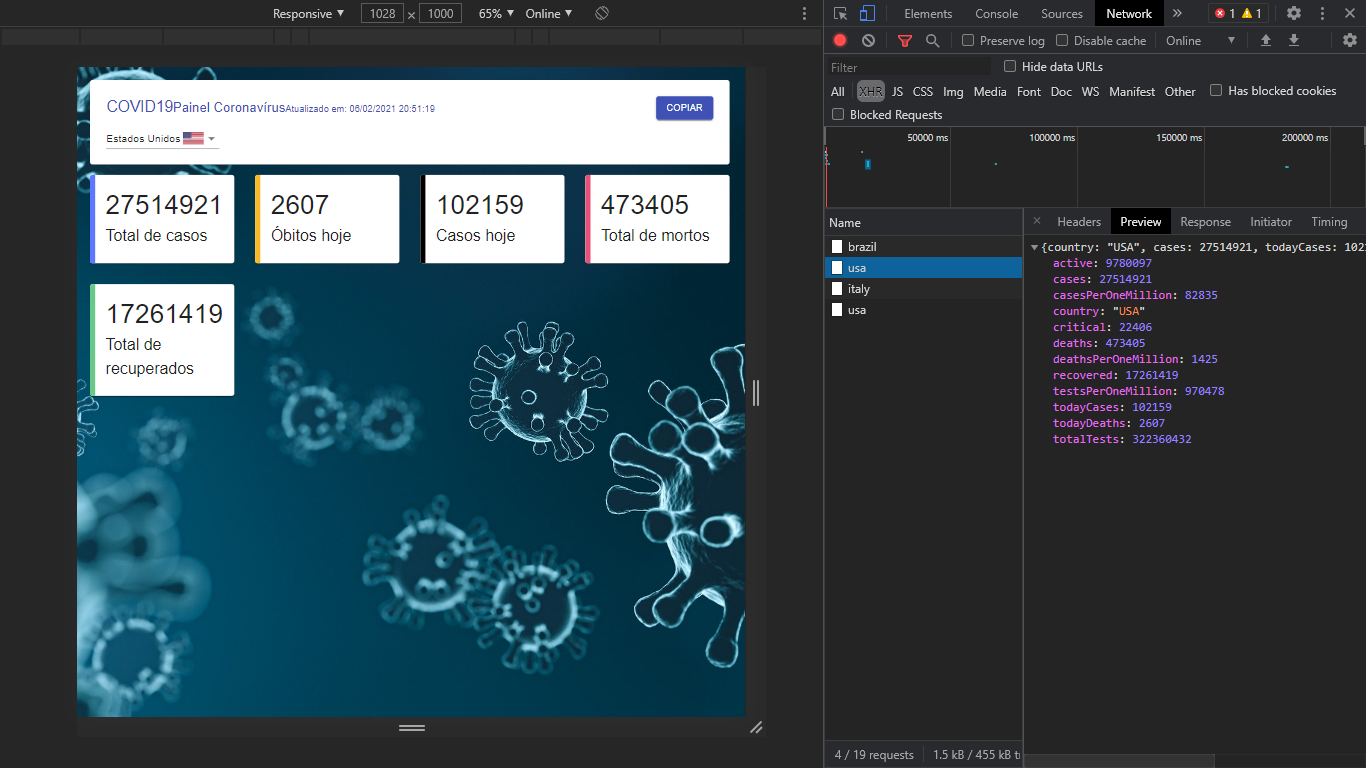 Responsive ▼ 1028 × 1000 65% ▼ Online ▼
COVID19Painel CoronavírusAtualizado em: 06/02/2021 20:51:19
COPIAR
Estados Unidos
27514921
Total de casos
2607
Óbitos hoje
102159
Casos hoje
473405
Total de mortos
17261419
Total de
recuperados
Elements Console Sources Network » 1 1
Preserve log Disable cache Online ▼
Filter Hide data URLs
All XHR JS CSS Img Media Font Doc WS Manifest Other Has blocked cookies
Blocked Requests
50000 ms 100000 ms 150000 ms 200000 ms
Name
brazil
usa
italy
usa
× Headers Preview Response Initiator Timing
{country: "USA", cases: 27514921, todayCases: 102
active: 9780097
cases: 27514921
casesPerOneMillion: 82835
country: "USA"
critical: 22406
deaths: 473405
deathsPerOneMillion: 1425
recovered: 17261419
testsPerOneMillion: 970478
todayCases: 102159
todayDeaths: 2607
totalTests: 322360432
4 / 19 requests 1.5 kB / 455 kB